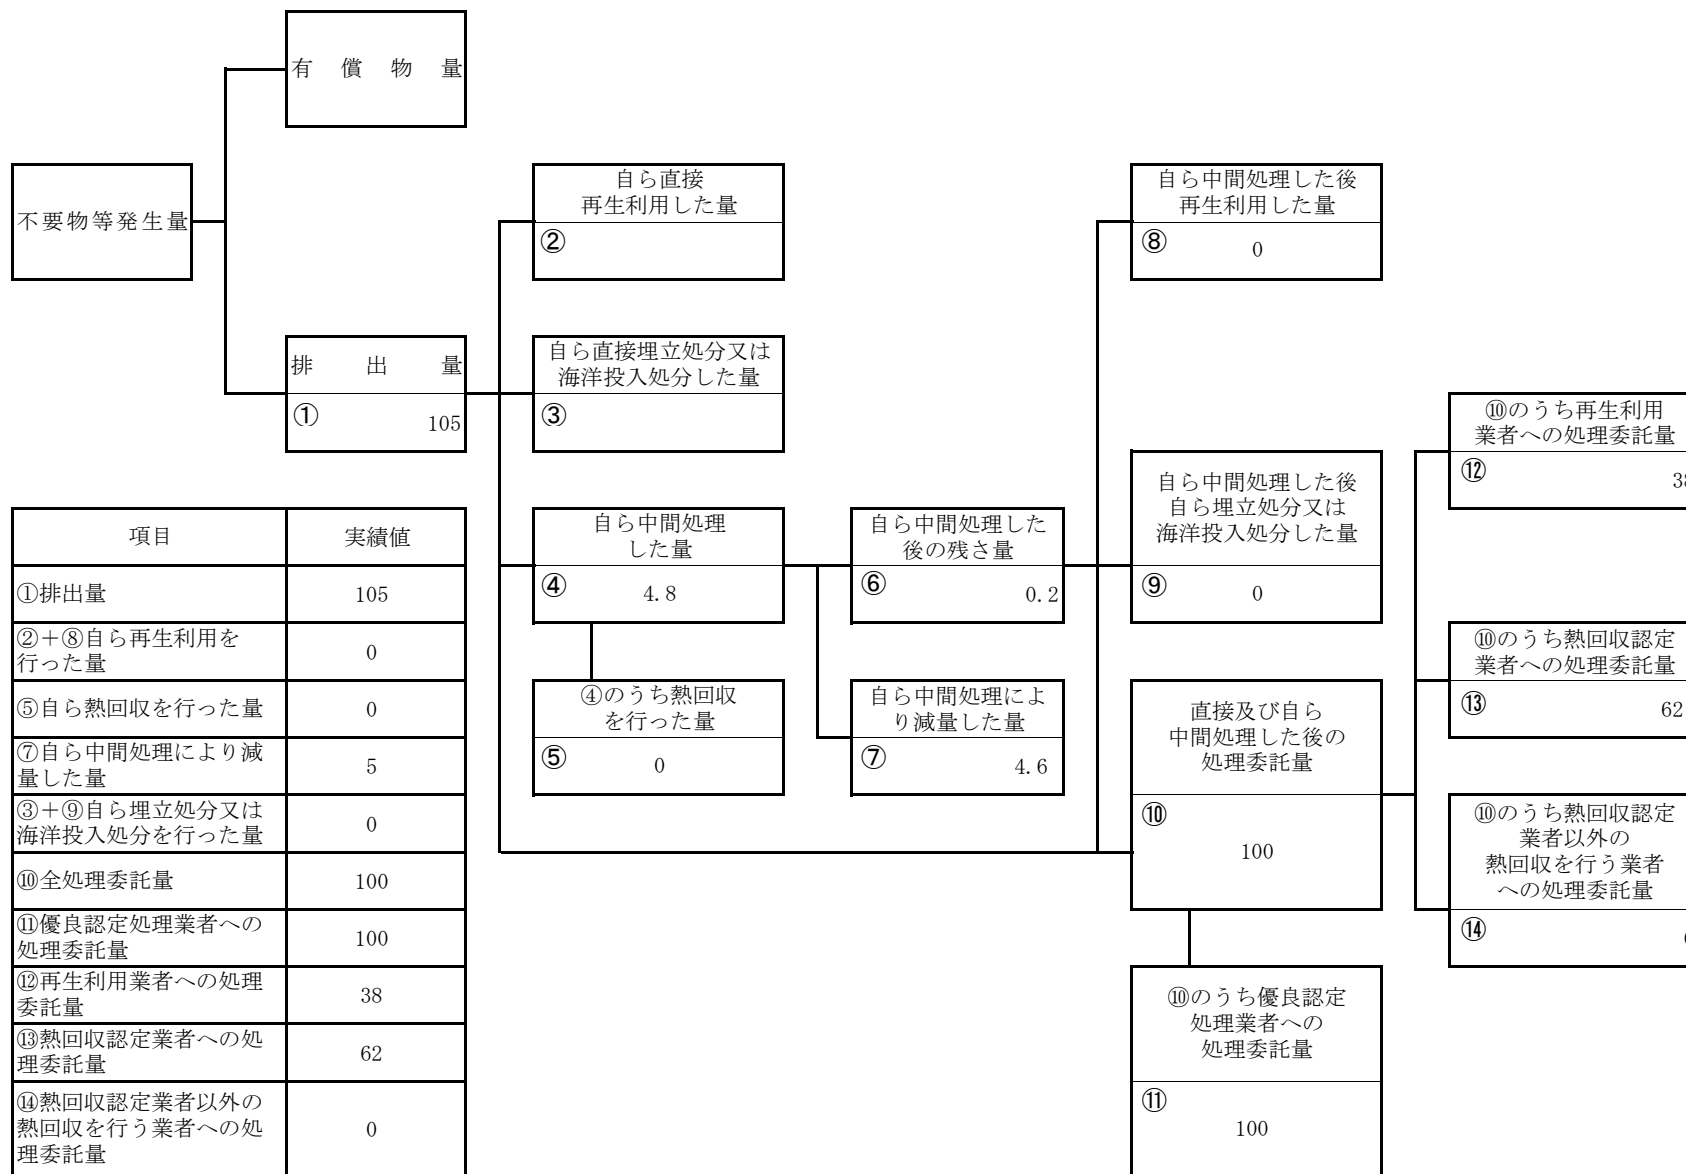 有償物量
不要物等発生量
自ら直接
再生利用した量
②
自ら中間処理した後
再生利用した量
⑧
0
排出量
①
105
自ら直接埋立処分又は
海洋投入処分した量
③
⑩のうち再生利用
業者への処理委託量
⑫
38
自ら中間処理した後
自ら埋立処分又は
海洋投入処分した量
⑨
0
自ら中間処理
した量
④
4.8
自ら中間処理した
後の残さ量
⑥
0.2
④のうち熱回収
を行った量
⑤
0
自ら中間処理によ
り減量した量
⑦
4.6
⑩のうち熱回収認定
業者への処理委託量
⑬
62
直接及び自ら
中間処理した後の
処理委託量
⑩
100
⑩のうち熱回収認定
業者以外の
熱回収を行う業者
への処理委託量
⑭
⑩のうち優良認定
処理業者への
処理委託量
⑪
100
項目 実績値
①排出量 105
②＋⑧自ら再生利用を
行った量 0
⑤自ら熱回収を行った量 0
⑦自ら中間処理により減
量した量 5
③＋⑨自ら埋立処分又は
海洋投入処分を行った量 0
⑩全処理委託量 100
⑪優良認定処理業者への
処理委託量 100
⑫再生利用業者への処理
委託量 38
⑬熱回収認定業者への処
理委託量 62
⑭熱回収認定業者以外の
熱回収を行う業者への処 0
理委託量